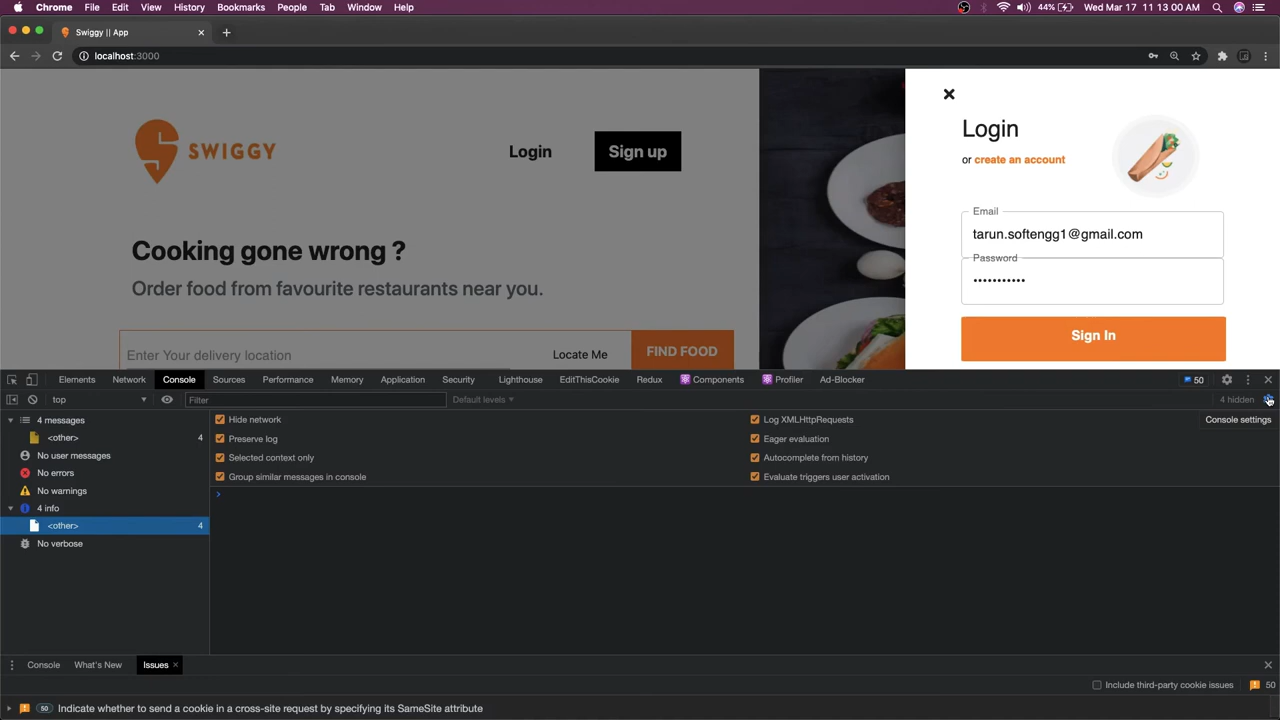 Chrome File Edit View History Bookmarks People Tab Window Help 44% Wed Mar 17 11 13 00 AM
Swiggy || App
localhost:3000
SWIGGY
Login
Sign up
Cooking gone wrong ?
Order food from favourite restaurants near you.
Enter Your delivery location
Locate Me
FIND FOOD
Login
or create an account
Email
tarun.softengg1@gmail.com
Password
•••••••••••
Sign In
Elements Network Console Sources Performance Memory Application Security Lighthouse EditThisCookie Redux Components Profiler Ad-Blocker 50
top Filter Default levels 4 hidden
Console settings
4 messages
<other> 4
No user messages
No errors
No warnings
4 info
<other> 4
No verbose
Hide network
Preserve log
Selected context only
Group similar messages in console
Log XMLHttpRequests
Eager evaluation
Autocomplete from history
Evaluate triggers user activation
Console What's New Issues
Include third-party cookie issues 50
50 Indicate whether to send a cookie in a cross-site request by specifying its SameSite attribute